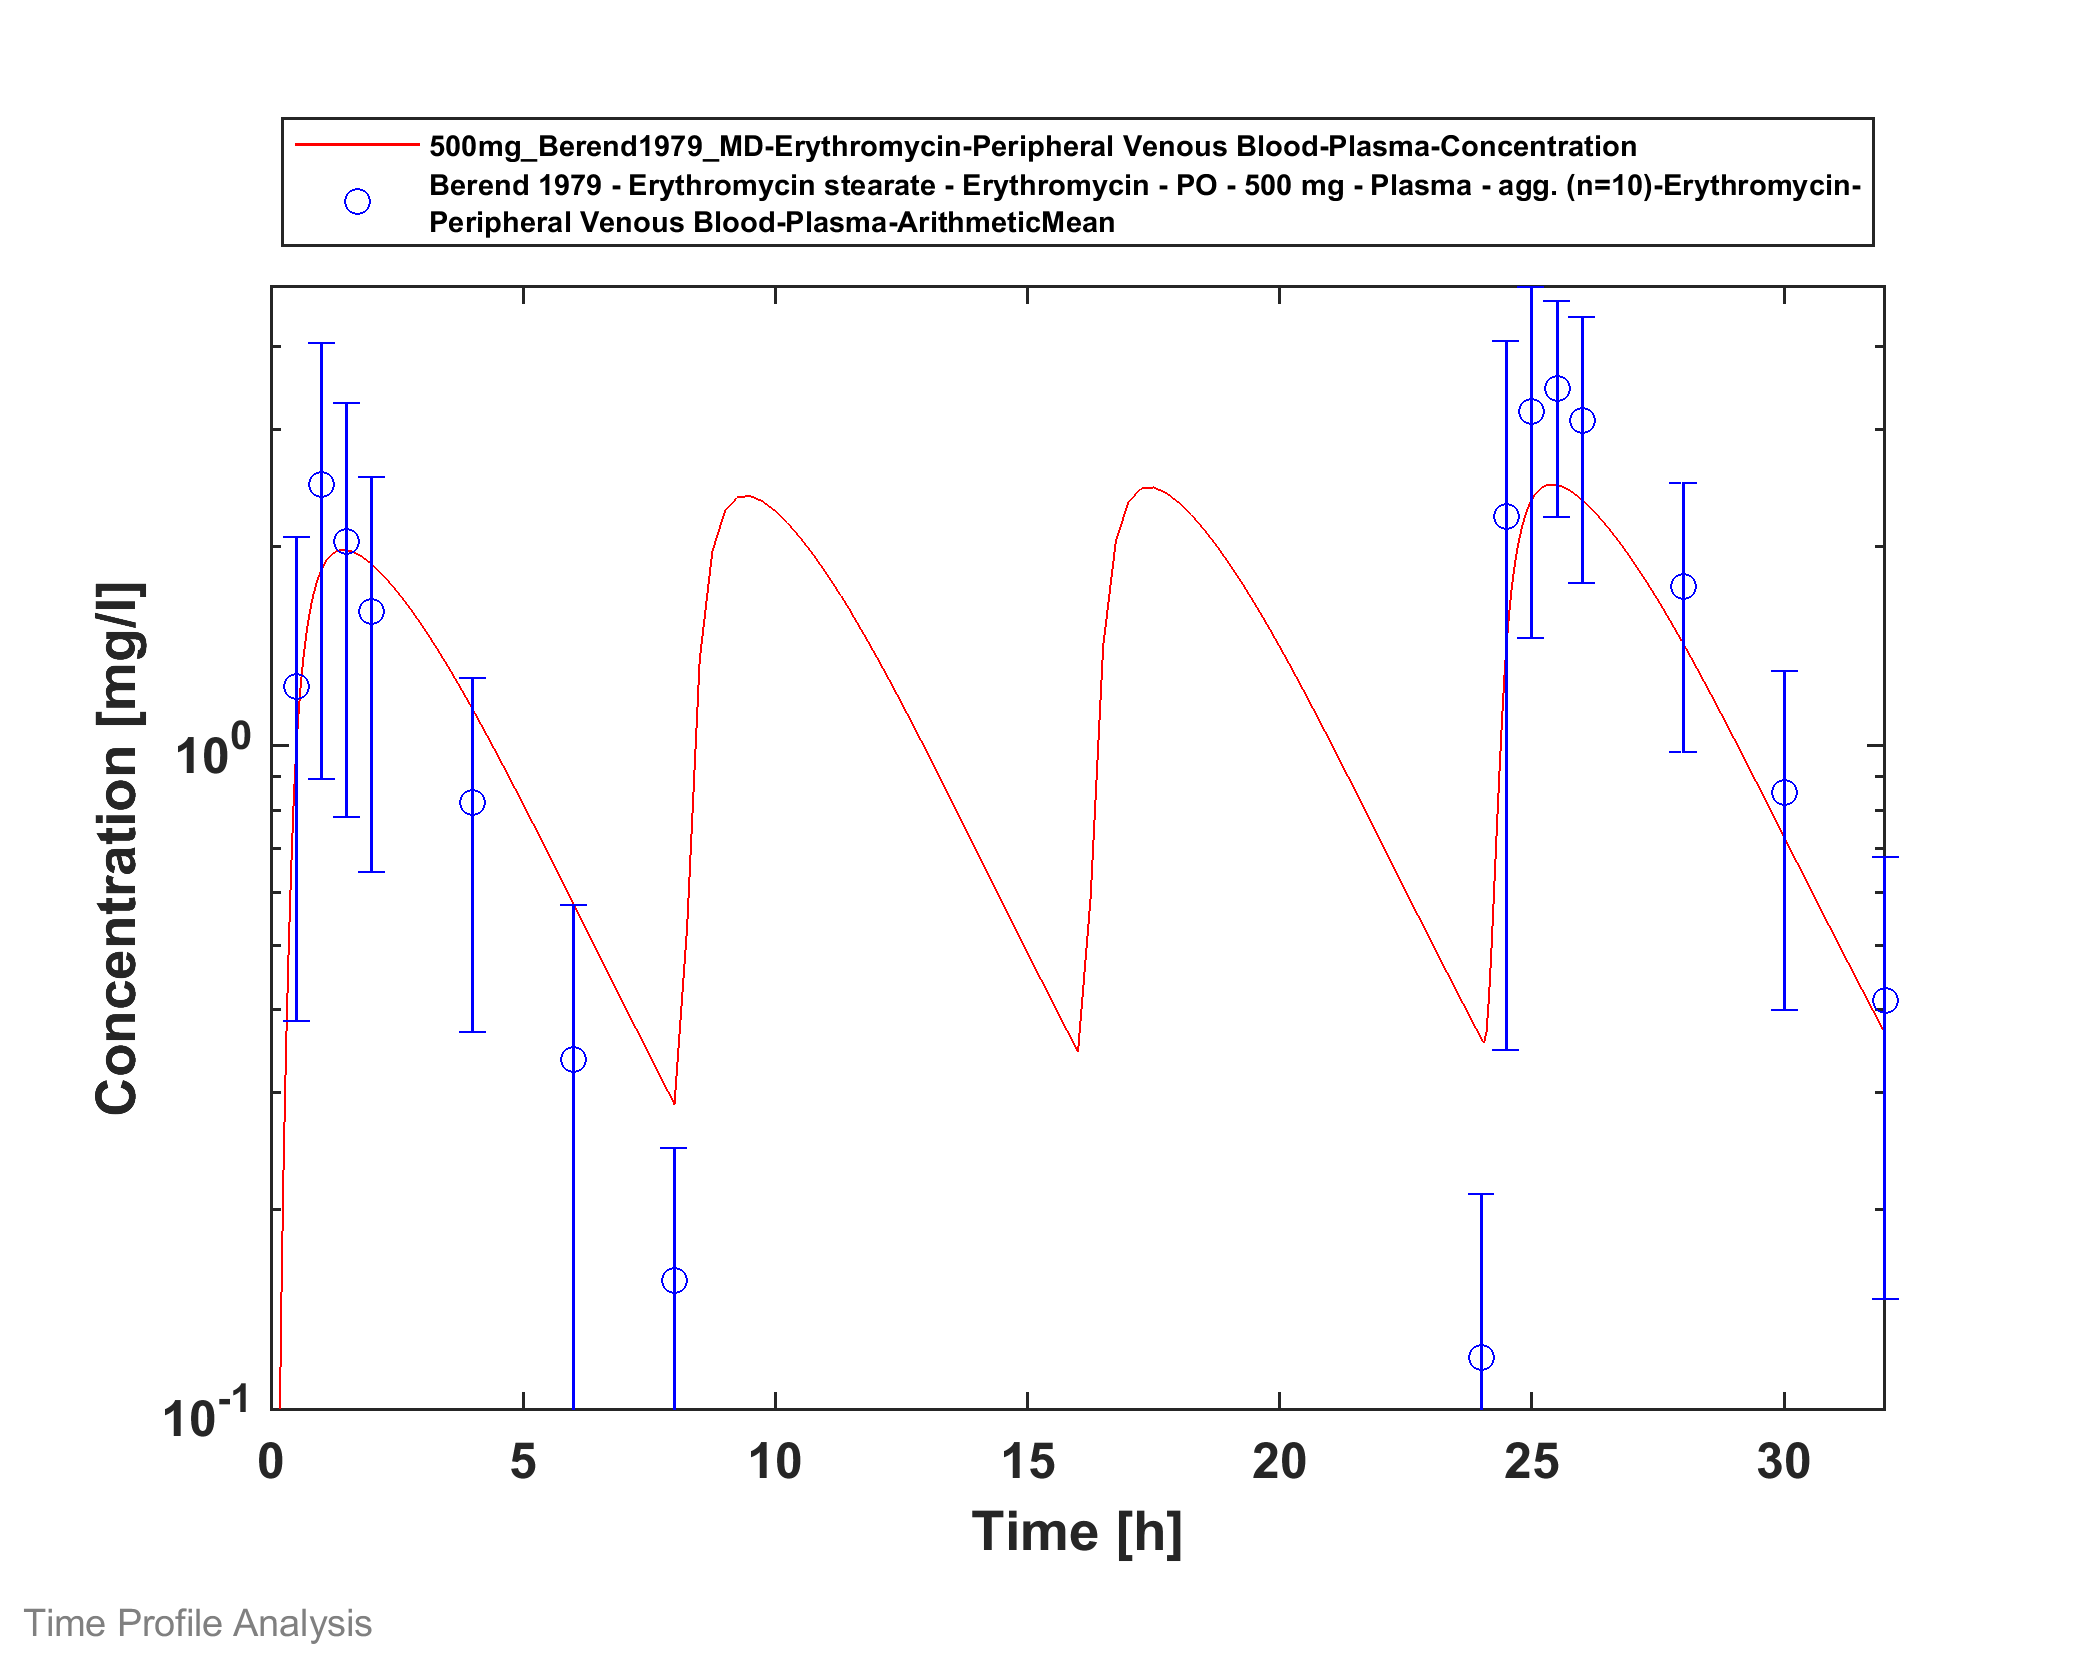 500mg_Berend1979_MD-Erythromycin-Peripheral Venous Blood-Plasma-Concentration
Berend 1979 - Erythromycin stearate - Erythromycin - PO - 500 mg - Plasma - agg. (n=10)-Erythromycin-
Peripheral Venous Blood-Plasma-ArithmeticMean
Concentration [mg/l]
10^0
10^-1
0 5 10 15 20 25 30
Time [h]
Time Profile Analysis